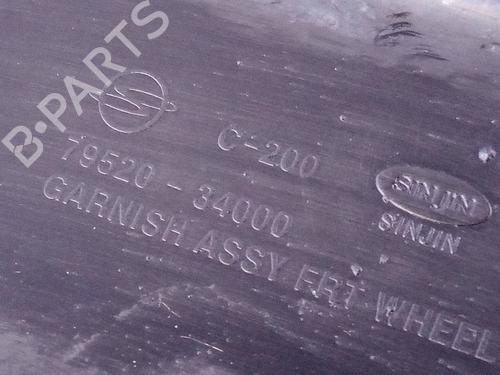 B-PARTS
C-200
79520 - 34000
SINJIN
SINJIN
GARNISH ASSY FRT WHEEL